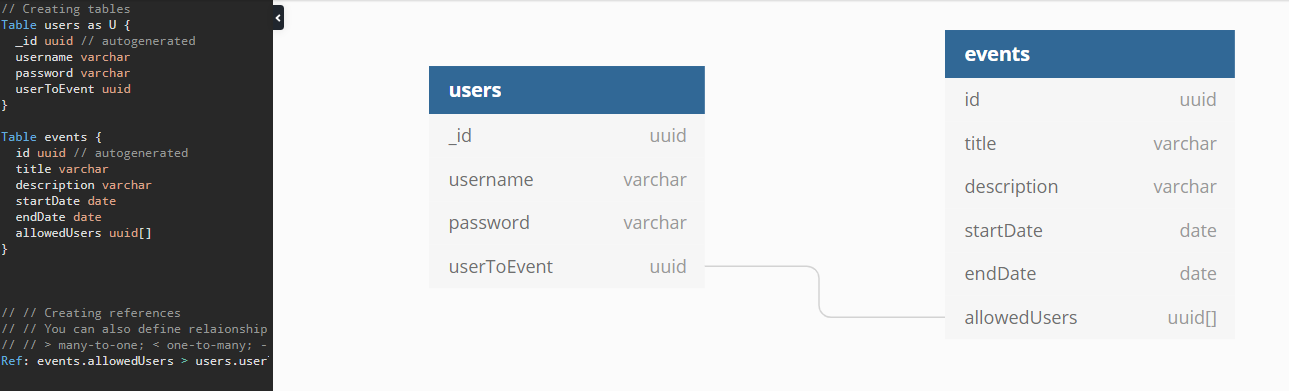 // Creating tables
Table users as U {
_id uuid // autogenerated
username varchar
password varchar
userToEvent uuid
}
Table events {
id uuid // autogenerated
title varchar
description varchar
startDate date
endDate date
allowedUsers uuid[]
}
// // Creating references
// // You can also define relaionship
// // > many-to-one; < one-to-many; -
Ref: events.allowedUsers > users.user
users
_id uuid
username varchar
password varchar
userToEvent uuid
events
id uuid
title varchar
description varchar
startDate date
endDate date
allowedUsers uuid[]